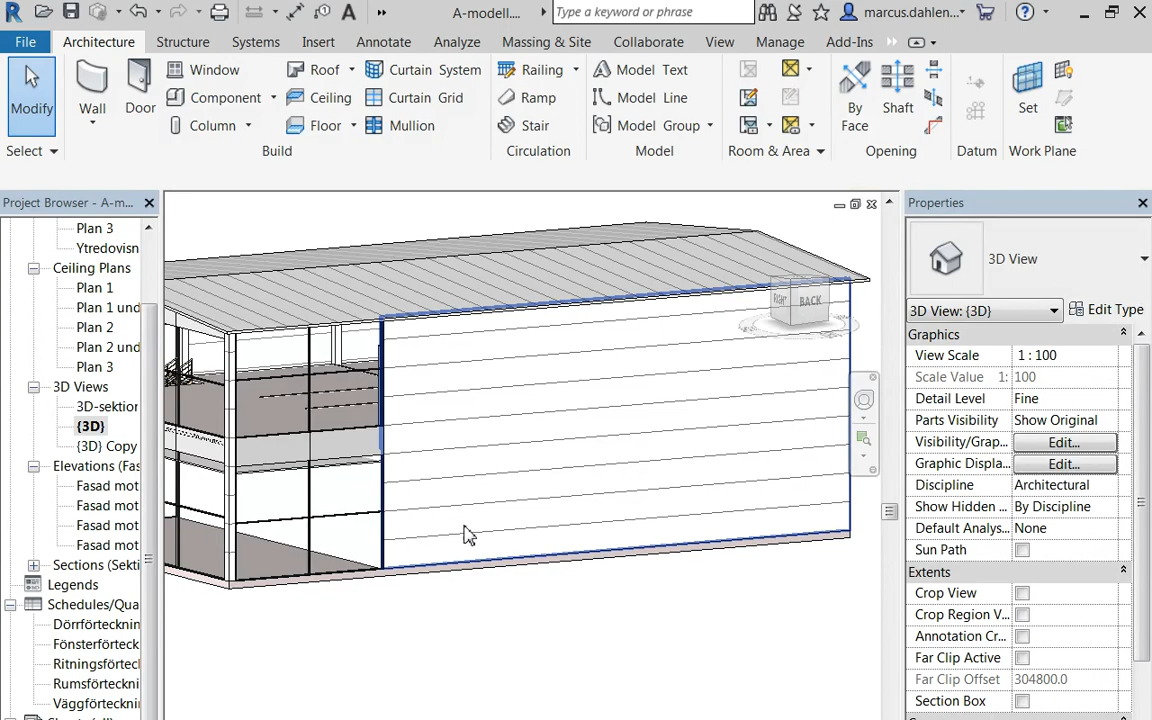 A-modell....
Type a keyword or phrase
marcus.dahlen...
File
Architecture
Structure
Systems
Insert
Annotate
Analyze
Massing & Site
Collaborate
View
Manage
Add-Ins
Modify
Wall
Door
Window
Component
Column
Roof
Ceiling
Floor
Curtain System
Curtain Grid
Mullion
Railing
Ramp
Stair
Model Text
Model Line
Model Group
By
Face
Shaft
Set
Select
Build
Circulation
Model
Room & Area
Opening
Datum
Work Plane
Project Browser - A-m...
Plan 3
Ytredovisn
Ceiling Plans
Plan 1
Plan 1 und
Plan 2
Plan 2 und
Plan 3
3D Views
3D-sektior
{3D}
{3D} Copy
Elevations (Fas
Fasad mot
Fasad mot
Fasad mot
Fasad mot
Sections (Sekti
Legends
Schedules/Qua
Dörrförtecknin
Fönsterförteck
Ritningsförteck
Rumsförteckni
Väggförtecknin
BACK
Properties
3D View
3D View: {3D}
Edit Type
Graphics
View Scale 1 : 100
Scale Value 1: 100
Detail Level Fine
Parts Visibility Show Original
Visibility/Grap... Edit...
Graphic Displa... Edit...
Discipline Architectural
Show Hidden ... By Discipline
Default Analys... None
Sun Path
Extents
Crop View
Crop Region V...
Annotation Cr...
Far Clip Active
Far Clip Offset 304800.0
Section Box